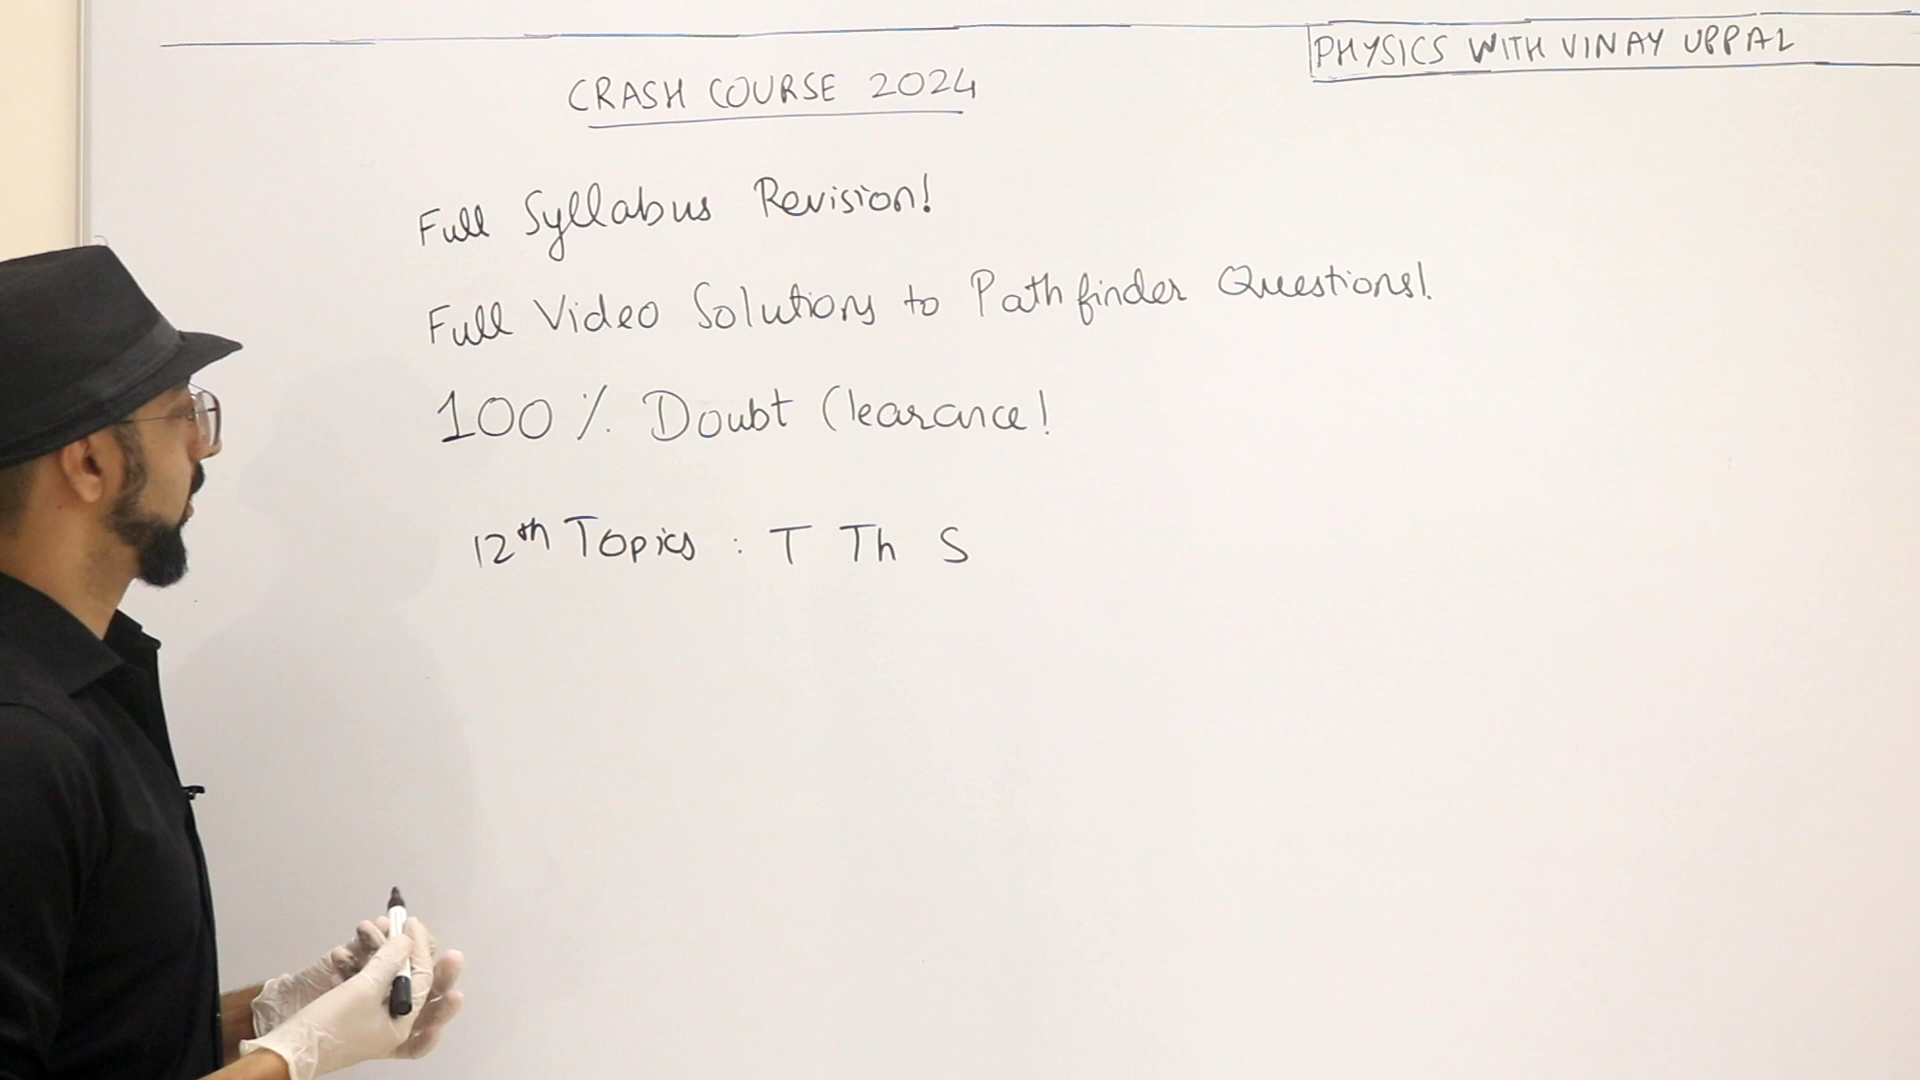 PHYSICS WITH VINAY UPPAL
CRASH COURSE 2024
Full Syllabus Revision!
Full Video Solutions to Pathfinder Questions!
100% Doubt Clearance!
12th Topics : T Th S